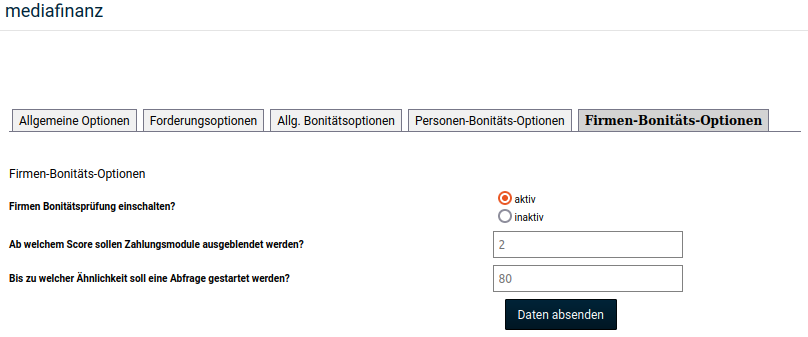 mediafinanz
Allgemeine Optionen Forderungsoptionen Allg. Bonitätsoptionen Personen-Bonitäts-Optionen Firmen-Bonitäts-Optionen
Firmen-Bonitäts-Optionen
Firmen Bonitätsprüfung einschalten? aktiv
inaktiv
Ab welchem Score sollen Zahlungsmodule ausgeblendet werden? 2
Bis zu welcher Ähnlichkeit soll eine Abfrage gestartet werden? 80
Daten absenden